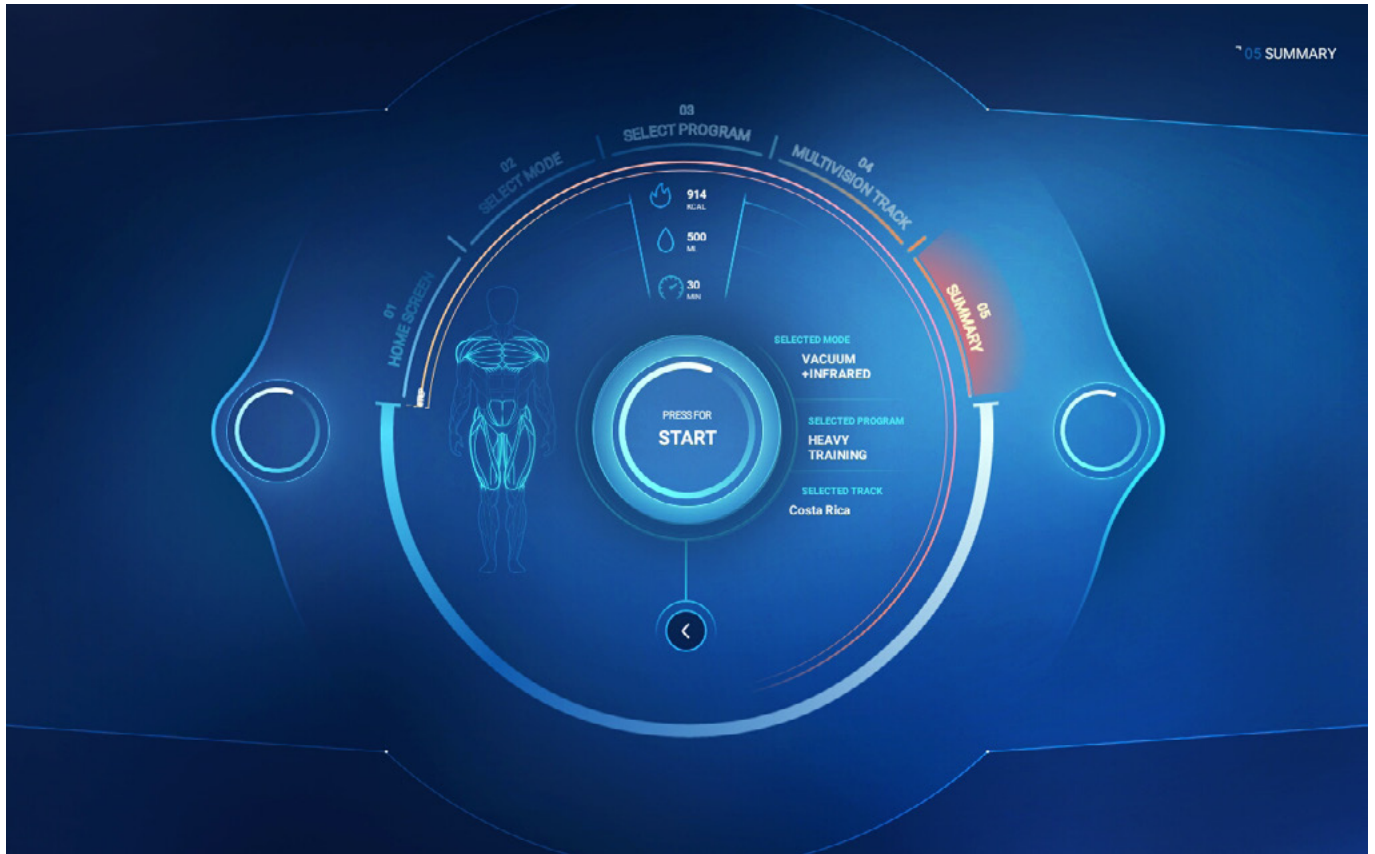 05 SUMMARY
01
HOME SCREEN
02
SELECT MODE
03
SELECT PROGRAM
04
MULTIVISION TRACK
05
SUMMARY
914
KCAL
500
ML
30
MIN
PRESS FOR
START
SELECTED MODE
VACUUM
+INFRARED
SELECTED PROGRAM
HEAVY
TRAINING
SELECTED TRACK
Costa Rica